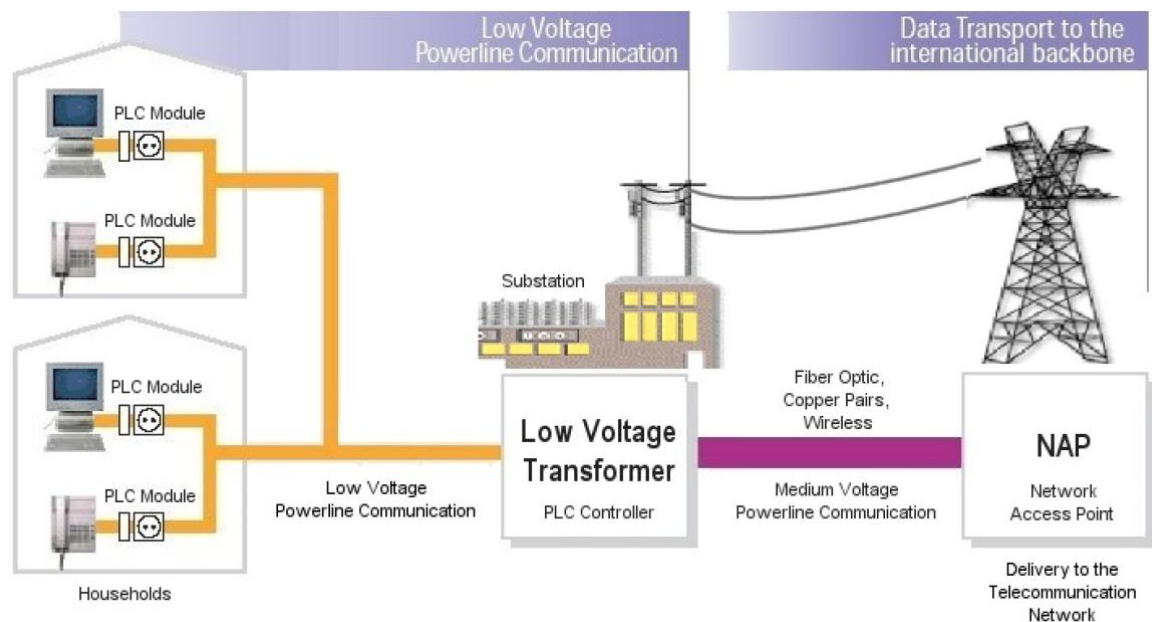 Low Voltage
Powerline Communication
Data Transport to the
international backbone
PLC Module
PLC Module
Substation
PLC Module
PLC Module
Households
Low Voltage
Powerline Communication
Low Voltage
Transformer
PLC Controller
Fiber Optic,
Copper Pairs,
Wireless
Medium Voltage
Powerline Communication
NAP
Network
Access Point
Delivery to the
Telecommunication
Network